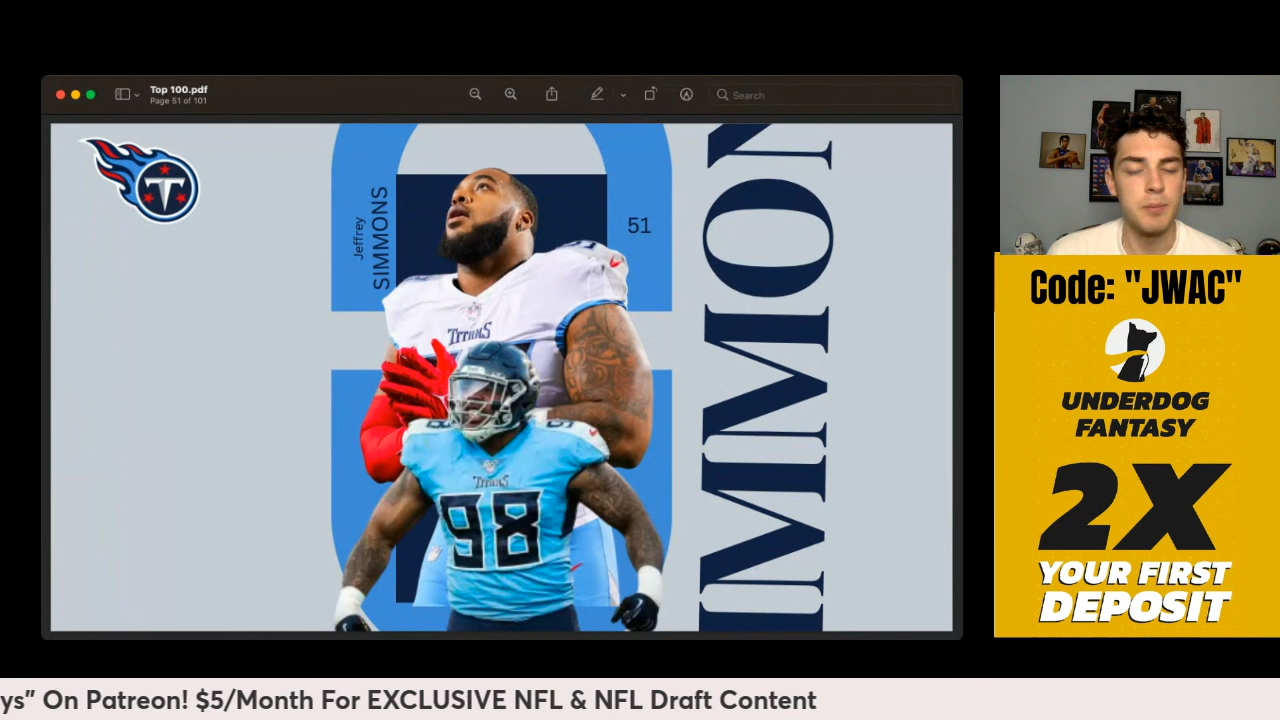 Top 100.pdf
Page 51 of 101
Search
Jeffrey
SIMMONS
51
TITANS
TITANS
98
Code: "JWAC"
UNDERDOG
FANTASY
2X
YOUR FIRST
DEPOSIT
ys" On Patreon! $5/Month For EXCLUSIVE NFL & NFL Draft Content